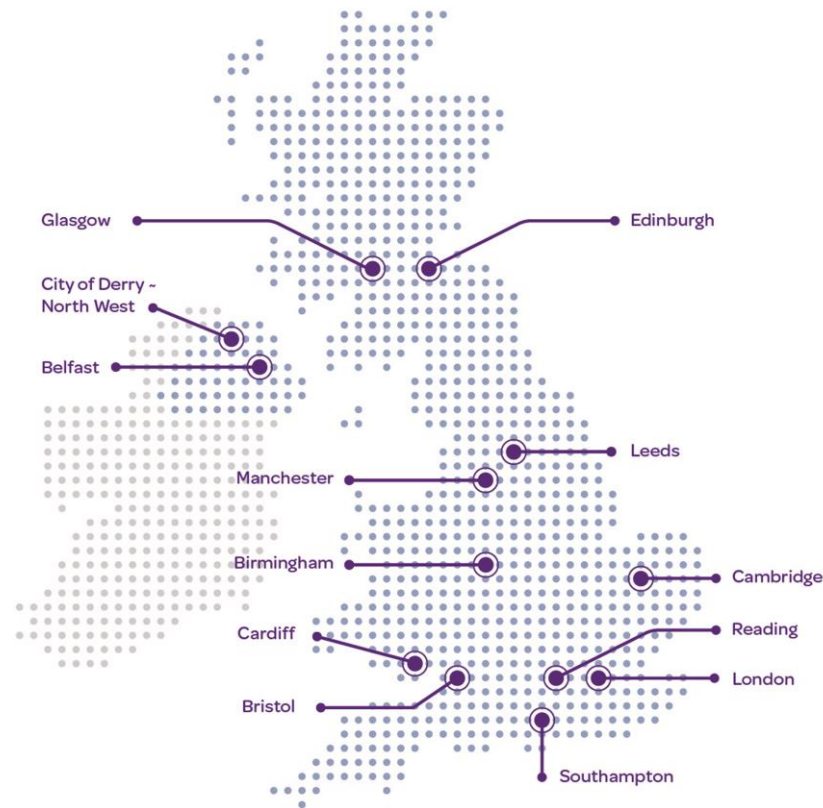 Glasgow
Edinburgh
City of Derry ~
North West
Belfast
Leeds
Manchester
Birmingham
Cambridge
Cardiff
Reading
London
Bristol
Southampton